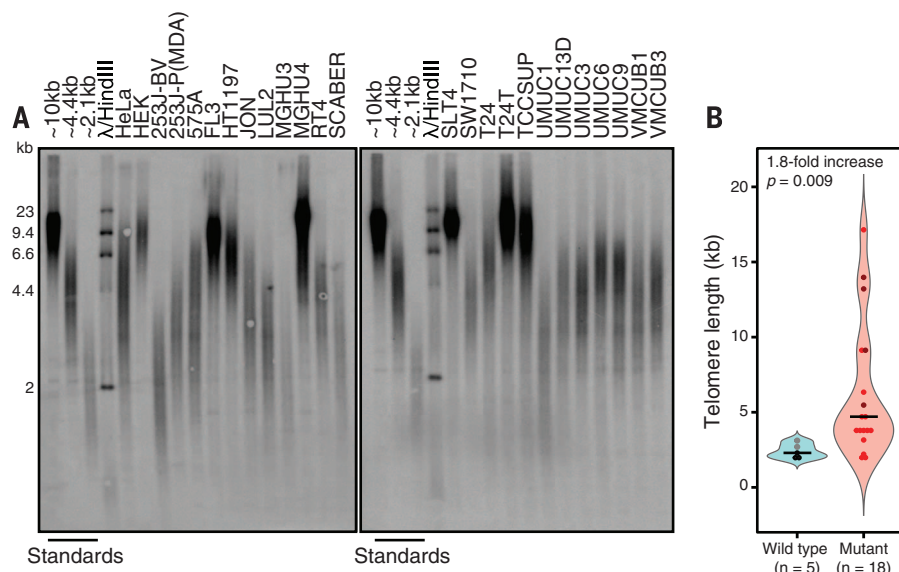 A
~10kb
~4.4kb
~2.1kb
λ/HindIII
HeLa
HEK
253J-BV
253J-P(MDA)
575A
FL3
HT1197
JON
LUL2
MGHU3
MGHU4
RT4
SCABER
~10kb
~4.4kb
~2.1kb
λ/HindIII
SLT4
SW1710
T24
T24T
TCCSUP
UMUC1
UMUC13D
UMUC3
UMUC6
UMUC9
VMCUB1
VMCUB3
kb
23
9.4
6.6
4.4
2
Standards
Standards
B
1.8-fold increase
p = 0.009
Telomere length (kb)
20
15
10
5
0
Wild type
(n = 5)
Mutant
(n = 18)